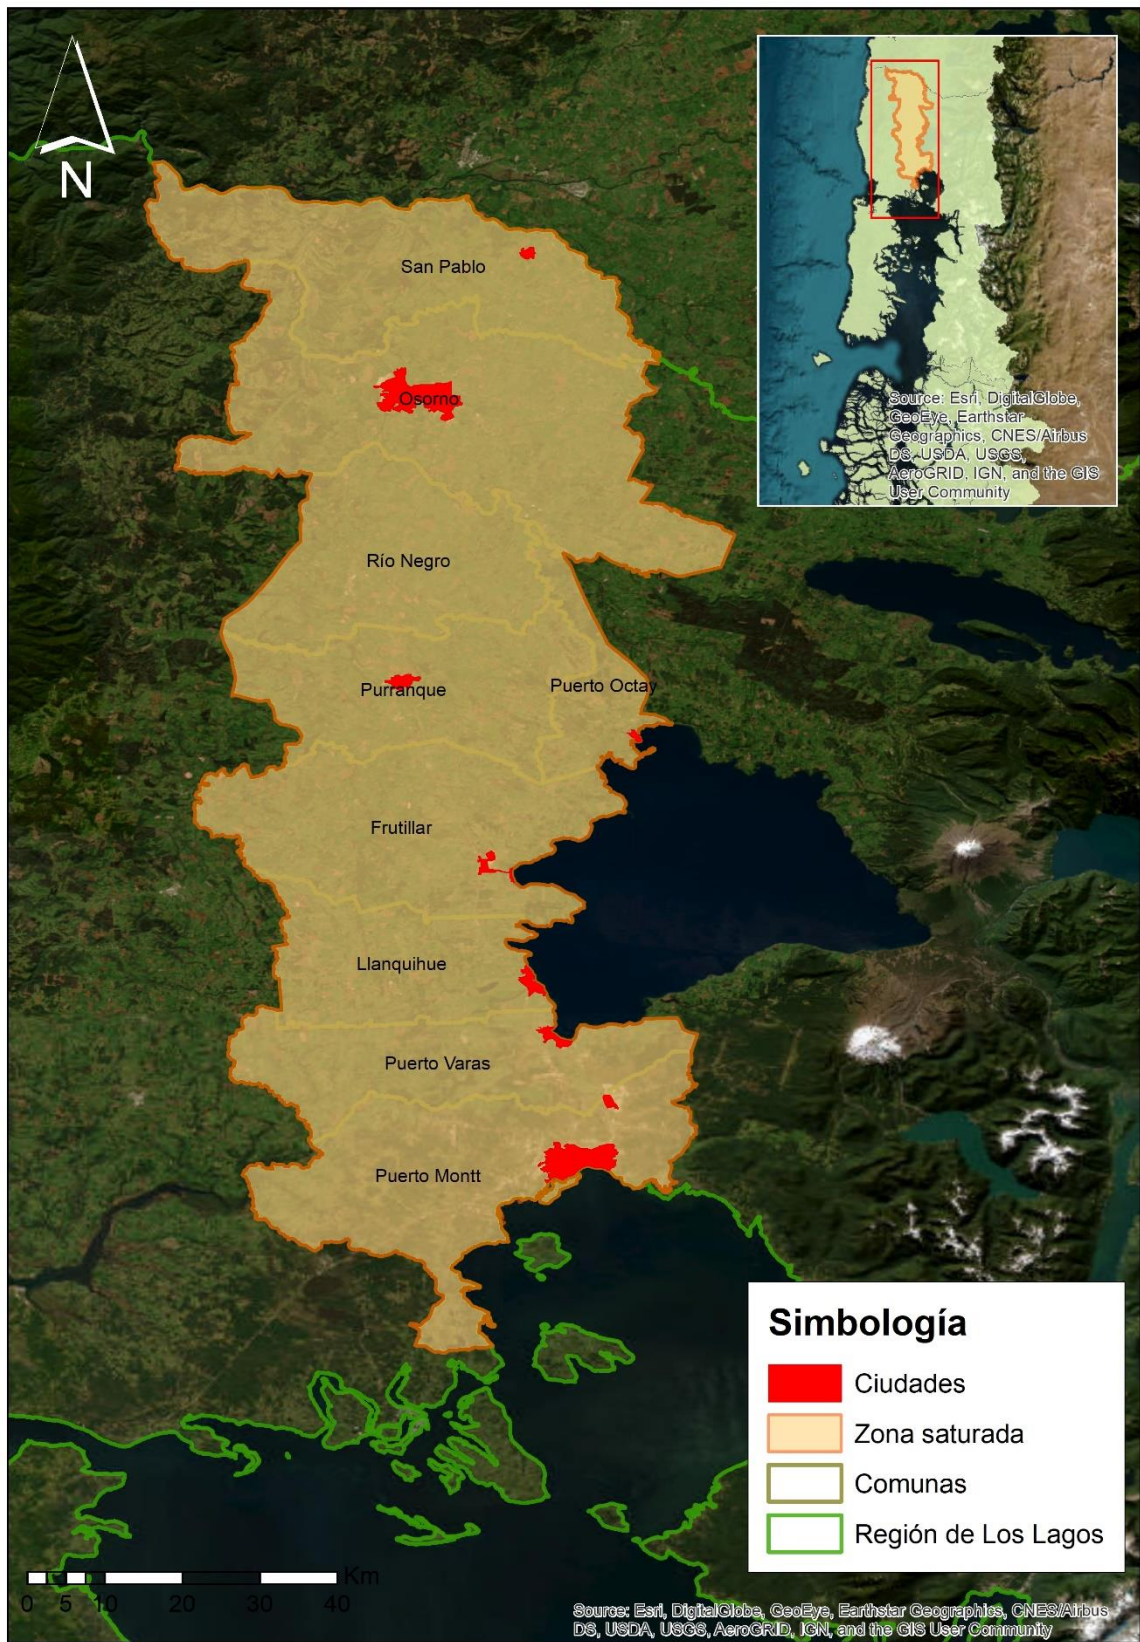 N
San Pablo
Osorno
Río Negro
Purranque
Puerto Octay
Frutillar
Llanquihue
Puerto Varas
Puerto Montt
Source: Esri, DigitalGlobe,
GeoEye, Earthstar
Geographics, CNES/Airbus
DS, USDA, USGS,
AeroGRID, IGN, and the GIS
User Community
Simbología
Ciudades
Zona saturada
Comunas
Región de Los Lagos
Km
0 5 10 20 30 40
Source: Esri, DigitalGlobe, GeoEye, Earthstar Geographics, CNES/Airbus
DS, USDA, USGS, AeroGRID, IGN, and the GIS User Community